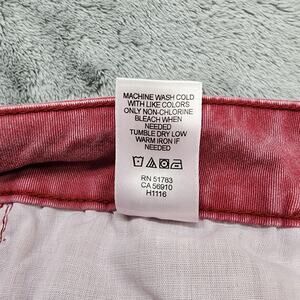 MACHINE WASH COLD
WITH LIKE COLORS
ONLY NON-CHLORINE
BLEACH WHEN
NEEDED
TUMBLE DRY LOW
WARM IRON IF
NEEDED
RN 51783
CA 56910
H1116